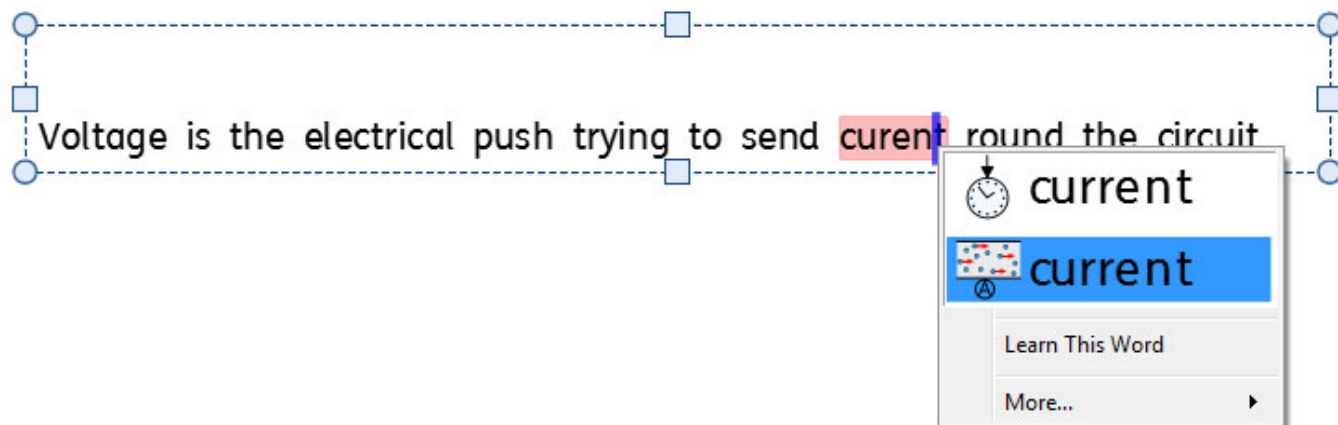 Voltage is the electrical push trying to send curent round the circuit
current
current
A
Learn This Word
More...